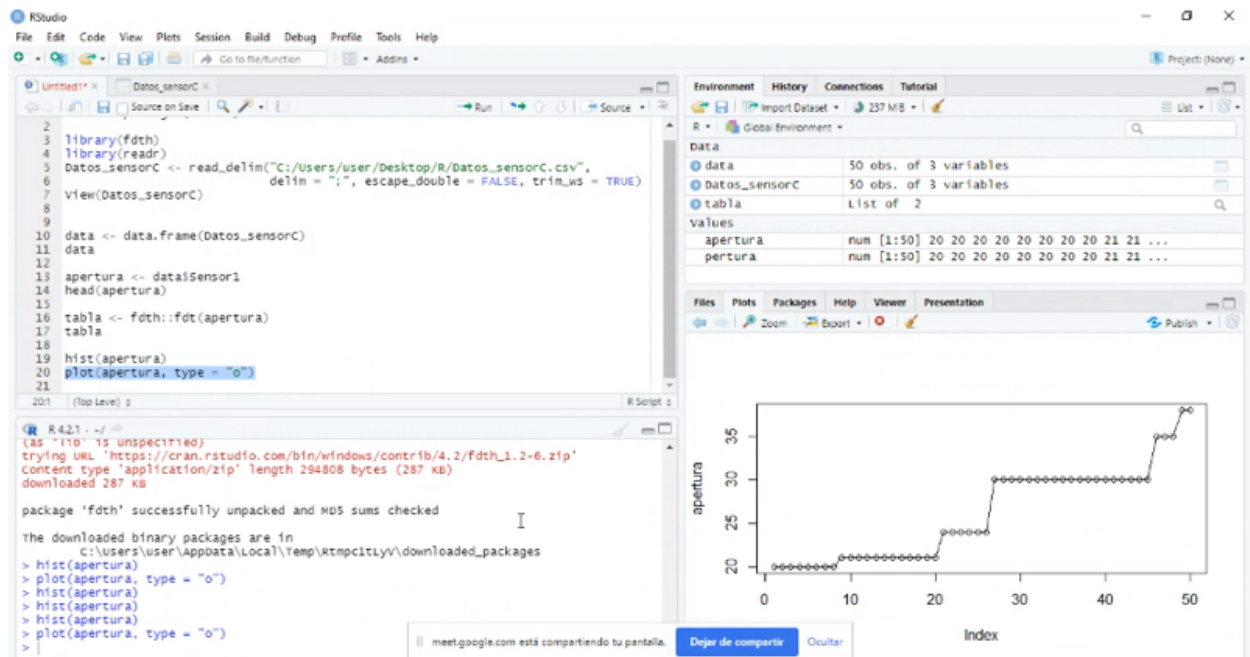 RStudio
File Edit Code View Plots Session Build Debug Profile Tools Help
Go to file/function Addins Project: (None)
Untitled1* Datos_sensorC
Source on Save Run Source
2
3 library(fdth)
4 library(readr)
5 Datos_sensorC <- read_delim("C:/Users/user/Desktop/R/Datos_sensorC.csv",
6 delim = ";", escape_double = FALSE, trim_ws = TRUE)
7 View(Datos_sensorC)
8
9
10 data <- data.frame(Datos_sensorC)
11 data
12
13 apertura <- data$Sensor1
14 head(apertura)
15
16 tabla <- fdth::fdt(apertura)
17 tabla
18
19 hist(apertura)
20 plot(apertura, type = "o")
21
20:1 (Top Level) R Script
R 4.2.1 · ~/
(as 'lib' is unspecified)
trying URL 'https://cran.rstudio.com/bin/windows/contrib/4.2/fdth_1.2-6.zip'
Content type 'application/zip' length 294808 bytes (287 KB)
downloaded 287 KB
package 'fdth' successfully unpacked and MD5 sums checked
The downloaded binary packages are in
C:\Users\user\AppData\Local\Temp\RtmpcitLyV\downloaded_packages
> hist(apertura)
> plot(apertura, type = "o")
> hist(apertura)
> hist(apertura)
> hist(apertura)
> plot(apertura, type = "o")
>
Environment History Connections Tutorial
Import Dataset 237 MiB List
R Global Environment
Data
data 50 obs. of 3 variables
Datos_sensorC 50 obs. of 3 variables
tabla List of 2
Values
apertura num [1:50] 20 20 20 20 20 20 20 20 21 21 ...
pertura num [1:50] 20 20 20 20 20 20 20 20 21 21 ...
Files Plots Packages Help Viewer Presentation
Zoom Export Publish
apertura
35
30
25
20
0 10 20 30 40 50
Index
meet.google.com está compartiendo tu pantalla. Dejar de compartir Ocultar